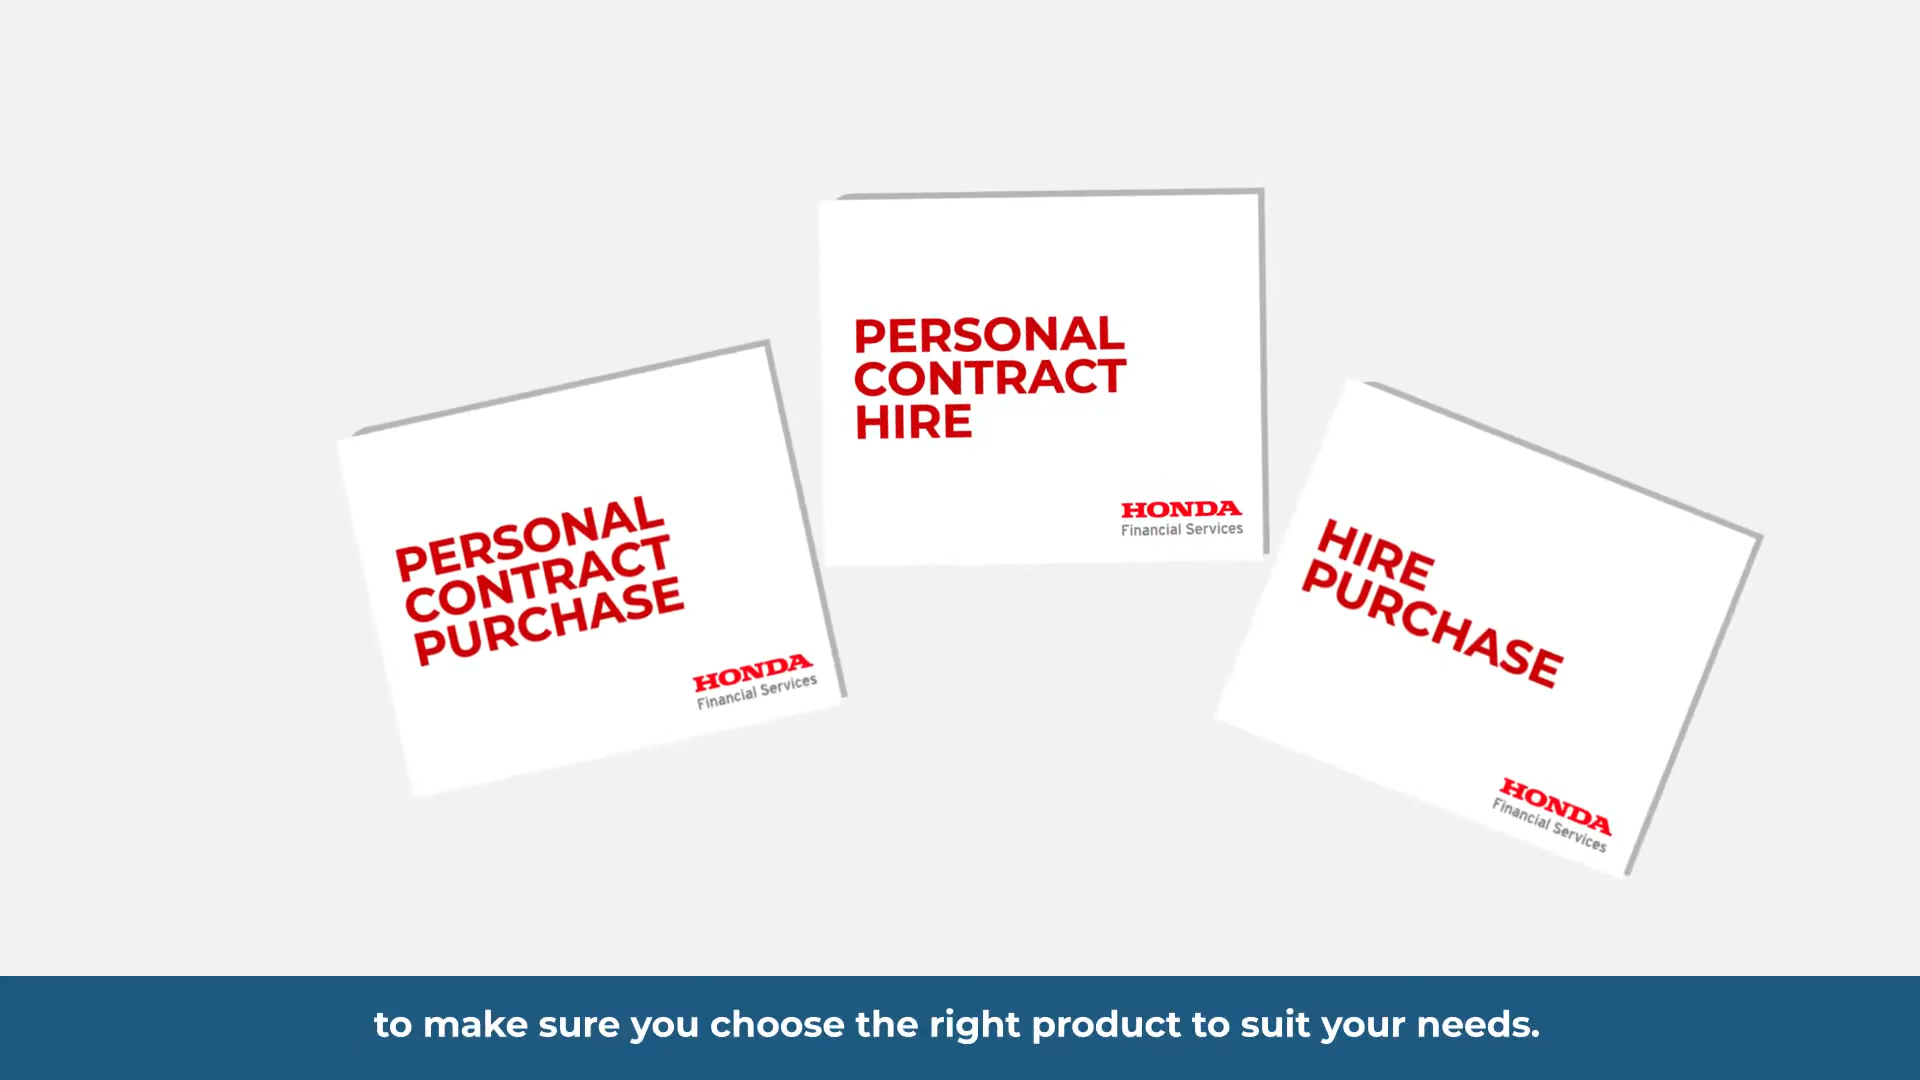 PERSONAL
CONTRACT
PURCHASE
HONDA
Financial Services
PERSONAL
CONTRACT
HIRE
HONDA
Financial Services
HIRE
PURCHASE
HONDA
Financial Services
to make sure you choose the right product to suit your needs.